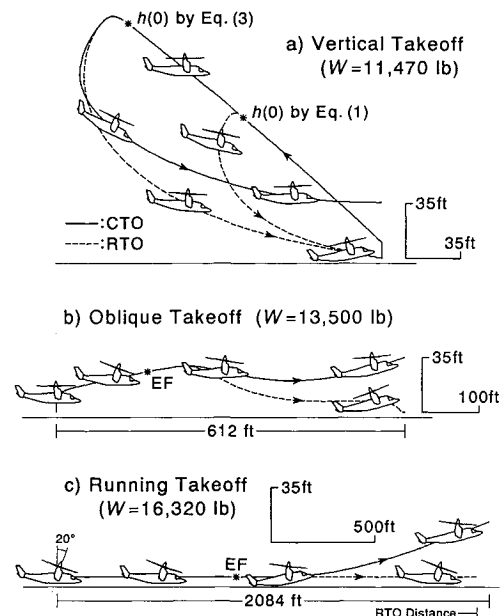 h(0) by Eq. (3)
a) Vertical Takeoff
(W=11,470 lb)
h(0) by Eq. (1)
35ft
35ft
:CTO
:RTO
b) Oblique Takeoff (W=13,500 lb)
EF
35ft
100ft
612 ft
c) Running Takeoff
(W=16,320 lb)
35ft
500ft
20°
EF
2084 ft
RTO Distance